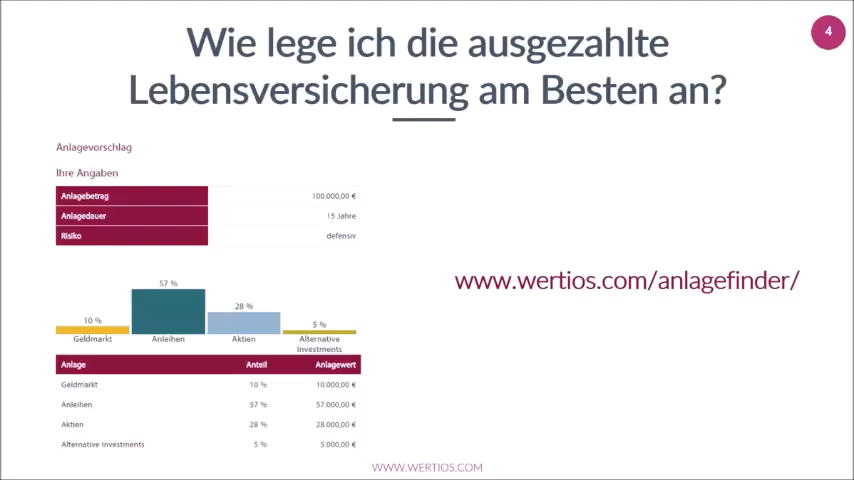 4
Wie lege ich die ausgezahlte
Lebensversicherung am Besten an?
Anlagevorschlag
Ihre Angaben
Anlagebetrag 100.000,00 €
Anlagedauer 15 Jahre
Risiko defensiv
www.wertios.com/anlagefinder/
10 % 57 % 28 % 5 %
Geldmarkt Anleihen Aktien Alternative
Investments
Anlage Anteil Anlagewert
Geldmarkt 10 % 10.000,00 €
Anleihen 57 % 57.000,00 €
Aktien 28 % 28.000,00 €
Alternative Investments 5 % 5.000,00 €
WWW.WERTIOS.COM